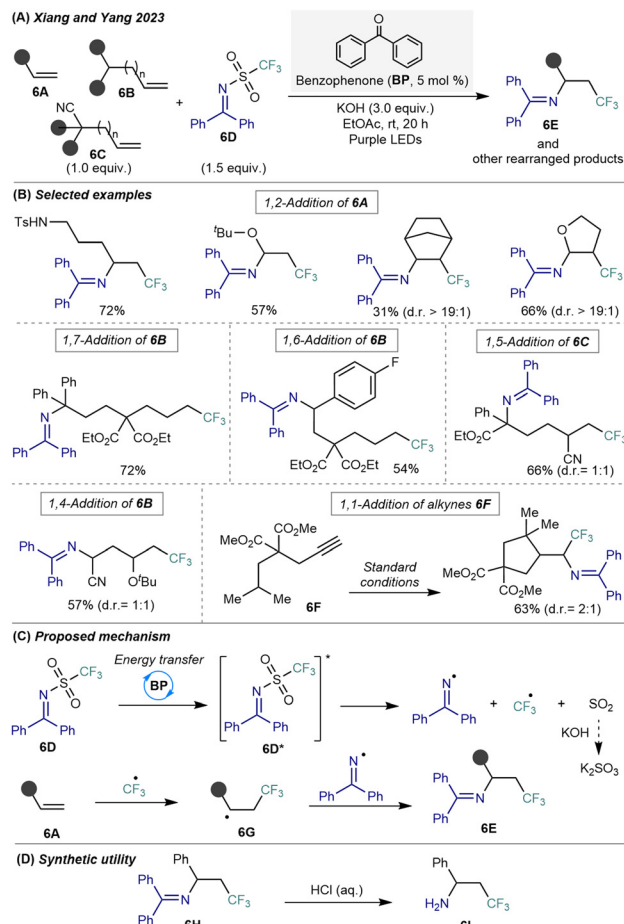 (A) Xiang and Yang 2023
6A
6B
n
NC
n
6C
(1.0 equiv.)
+
O
S
O
CF3
N
Ph
Ph
6D
(1.5 equiv.)
O
Benzophenone (BP, 5 mol %)
KOH (3.0 equiv.)
EtOAc, rt, 20 h
Purple LEDs
Ph
Ph
N
CF3
6E
and
other rearranged products
(B) Selected examples
1,2-Addition of 6A
TsHN
Ph
Ph
N
CF3
72%
tBu
O
Ph
Ph
N
CF3
57%
Ph
Ph
N
CF3
31% (d.r. > 19:1)
O
Ph
Ph
N
CF3
66% (d.r. > 19:1)
1,7-Addition of 6B
Ph
Ph
N
Ph
Ph
EtO2C
CO2Et
CF3
72%
1,6-Addition of 6B
F
Ph
N
Ph
CF3
EtO2C
CO2Et
54%
1,5-Addition of 6C
Ph
N
Ph
Ph
EtO2C
CN
CF3
66% (d.r.= 1:1)
1,4-Addition of 6B
Ph
N
Ph
CN
OtBu
CF3
57% (d.r.= 1:1)
1,1-Addition of alkynes 6F
CO2Me
MeO2C
Me
Me
6F
Standard
conditions
Me
Me
CF3
N
Ph
Ph
MeO2C
CO2Me
63% (d.r.= 2:1)
(C) Proposed mechanism
O
S
O
CF3
N
Ph
Ph
6D
Energy transfer
BP
O
S
O
CF3
N
Ph
Ph
*
6D*
N
Ph
Ph
+
CF3
+
SO2
KOH
K2SO3
6A
CF3
CF3
6G
N
Ph
Ph
Ph
Ph
N
CF3
6E
(D) Synthetic utility
Ph
Ph
Ph
N
CF3
HCl (aq.)
Ph
H2N
CF3